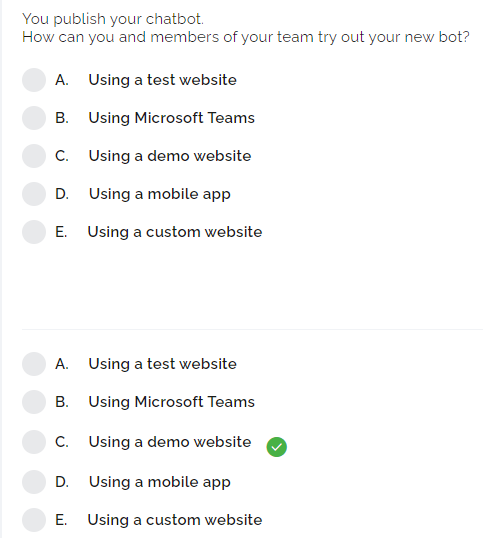 You publish your chatbot.
How can you and members of your team try out your new bot?
A. Using a test website
B. Using Microsoft Teams
C. Using a demo website
D. Using a mobile app
E. Using a custom website
A. Using a test website
B. Using Microsoft Teams
C. Using a demo website
D. Using a mobile app
E. Using a custom website